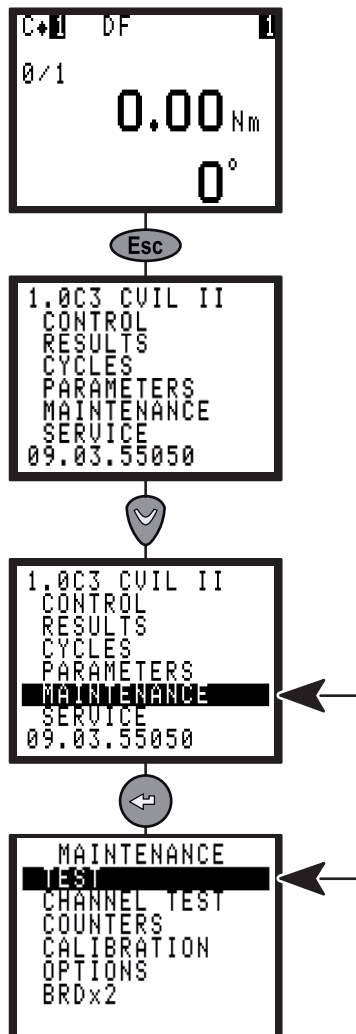 C♦1 DF 1
0/1
0.00 Nm
0°
Esc
1.0C3 CVIL II
CONTROL
RESULTS
CYCLES
PARAMETERS
MAINTENANCE
SERVICE
09.03.55050
1.0C3 CVIL II
CONTROL
RESULTS
CYCLES
PARAMETERS
MAINTENANCE
SERVICE
09.03.55050
MAINTENANCE
TEST
CHANNEL TEST
COUNTERS
CALIBRATION
OPTIONS
BRDx2